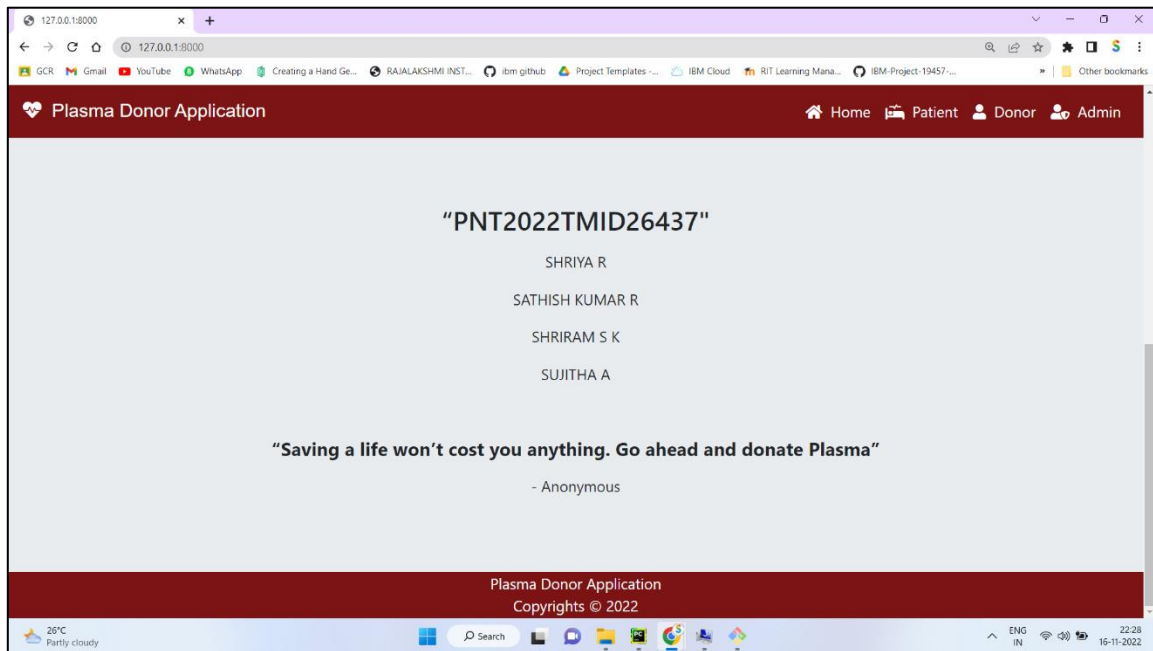 127.0.0.1:8000
127.0.0.1:8000
GCR Gmail YouTube WhatsApp Creating a Hand Ge... RAJALAKSHMI INST... ibm github Project Templates -... IBM Cloud RIT Learning Mana... IBM-Project-19457-... » Other bookmarks
Plasma Donor Application Home Patient Donor Admin
“PNT2022TMID26437"
SHRIYA R
SATHISH KUMAR R
SHRIRAM S K
SUJITHA A
“Saving a life won’t cost you anything. Go ahead and donate Plasma”
- Anonymous
Plasma Donor Application
Copyrights © 2022
26°C
Partly cloudy
Search
ENG
IN
22:28
16-11-2022